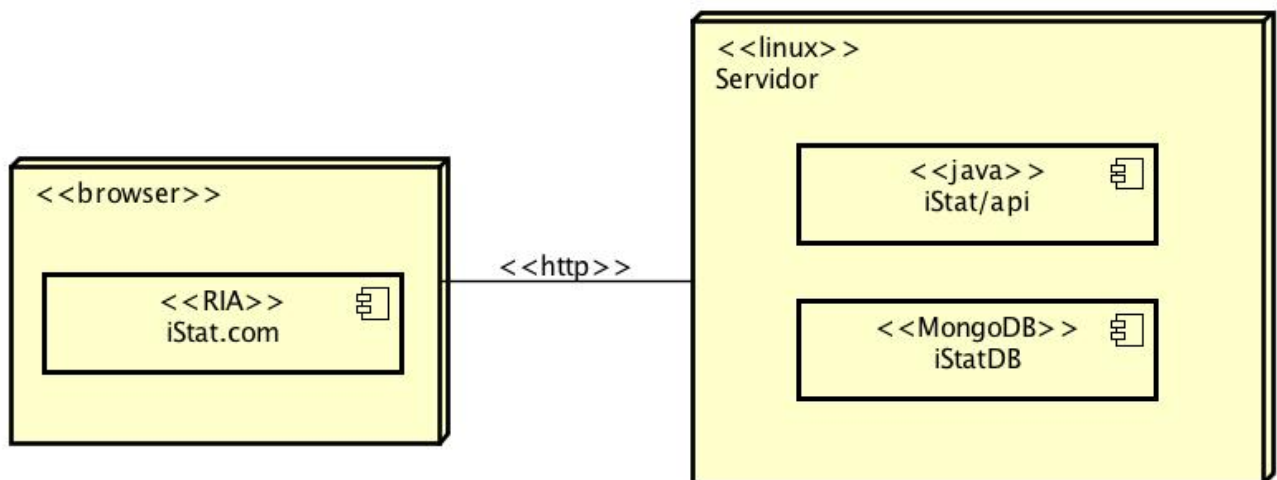 <<browser>>
<<RIA>>
iStat.com
<<http>>
<<linux>>
Servidor
<<java>>
iStat/api
<<MongoDB>>
iStatDB